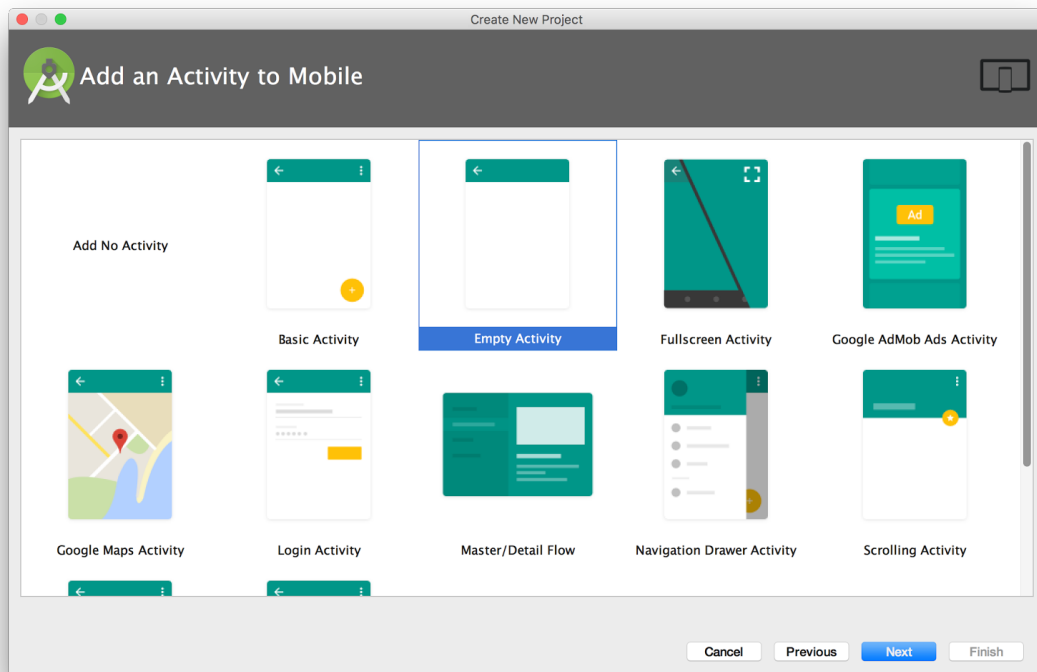 Create New Project
Add an Activity to Mobile
Ad
Add No Activity
Basic Activity
Empty Activity
Fullscreen Activity
Google AdMob Ads Activity
Google Maps Activity
Login Activity
Master/Detail Flow
Navigation Drawer Activity
Scrolling Activity
Cancel
Previous
Next
Finish